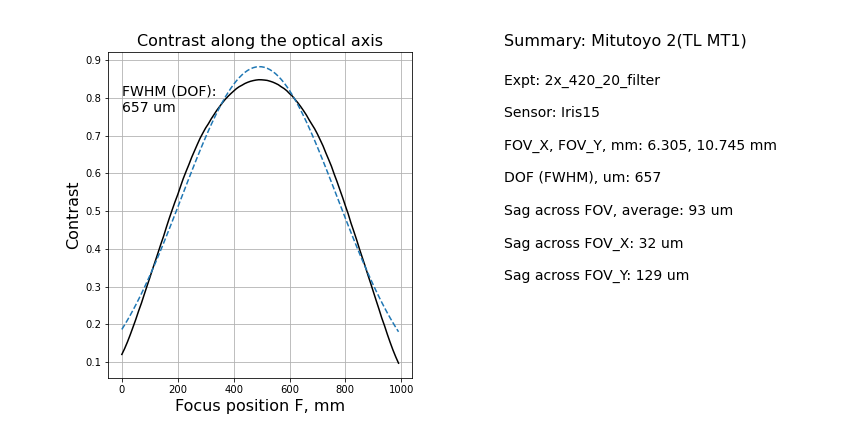 Contrast along the optical axis
0.9
0.8
0.7
0.6
0.5
0.4
0.3
0.2
0.1
Contrast
FWHM (DOF):
657 um
0 200 400 600 800 1000
Focus position F, mm
Summary: Mitutoyo 2(TL MT1)
Expt: 2x_420_20_filter
Sensor: Iris15
FOV_X, FOV_Y, mm: 6.305, 10.745 mm
DOF (FWHM), um: 657
Sag across FOV, average: 93 um
Sag across FOV_X: 32 um
Sag across FOV_Y: 129 um